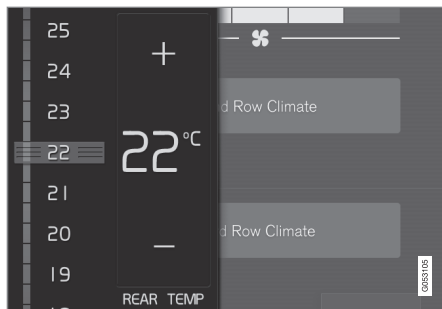 25
24
23
22
21
20
19
+
22°C
−
REAR TEMP
d Row Climate
d Row Climate
G053105